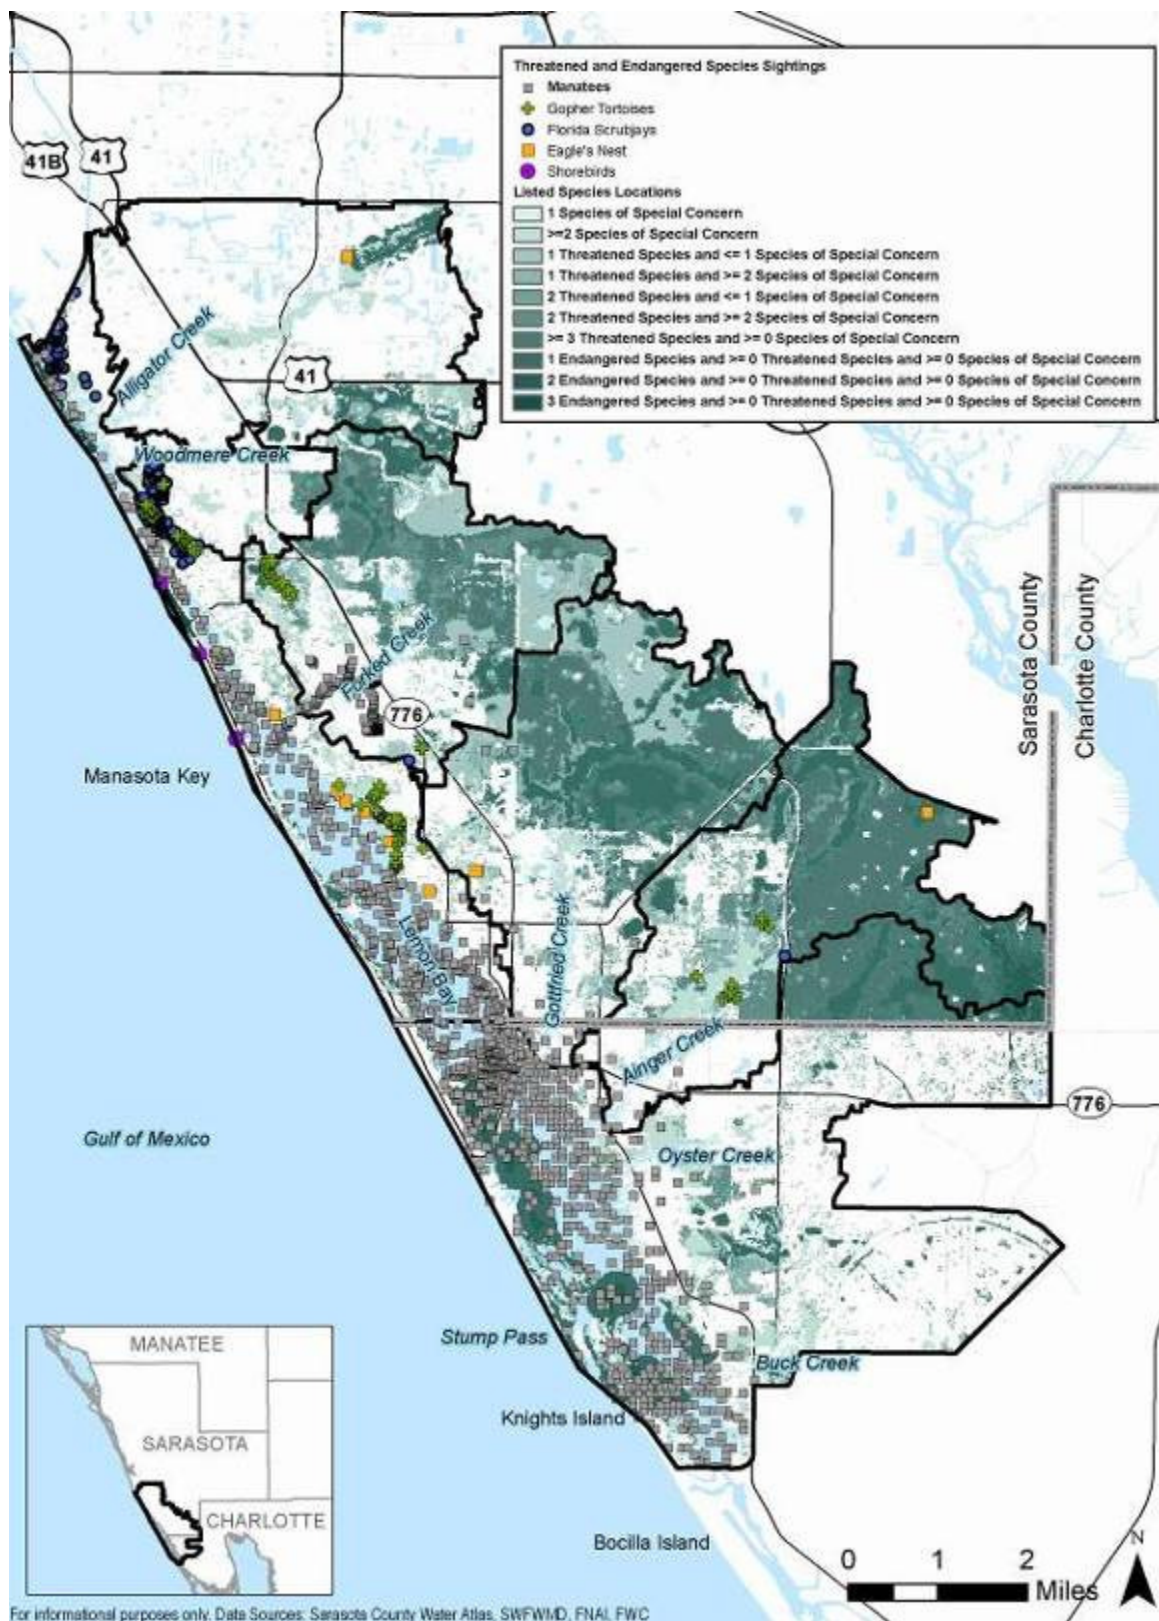 Threatened and Endangered Species Sightings
Manatees
Gopher Tortoises
Florida Scrubjays
Eagle's Nest
Shorebirds
Listed Species Locations
1 Species of Special Concern
>=2 Species of Special Concern
1 Threatened Species and <= 1 Species of Special Concern
1 Threatened Species and >= 2 Species of Special Concern
2 Threatened Species and <= 1 Species of Special Concern
2 Threatened Species and >= 2 Species of Special Concern
>= 3 Threatened Species and >= 0 Species of Special Concern
1 Endangered Species and >= 0 Threatened Species and >= 0 Species of Special Concern
2 Endangered Species and >= 0 Threatened Species and >= 0 Species of Special Concern
3 Endangered Species and >= 0 Threatened Species and >= 0 Species of Special Concern
41B
41
Alligator Creek
41
Woodmere Creek
Sarasota County
Charlotte County
Forked Creek
776
Manasota Key
Lemon Bay
Gottfried Creek
Ainger Creek
776
Gulf of Mexico
Oyster Creek
Stump Pass
Buck Creek
Knights Island
MANATEE
SARASOTA
CHARLOTTE
Bocilla Island
N
0 1 2
Miles
For informational purposes only. Data Sources: Sarasota County Water Atlas, SWFWMD, FNAI, FWC